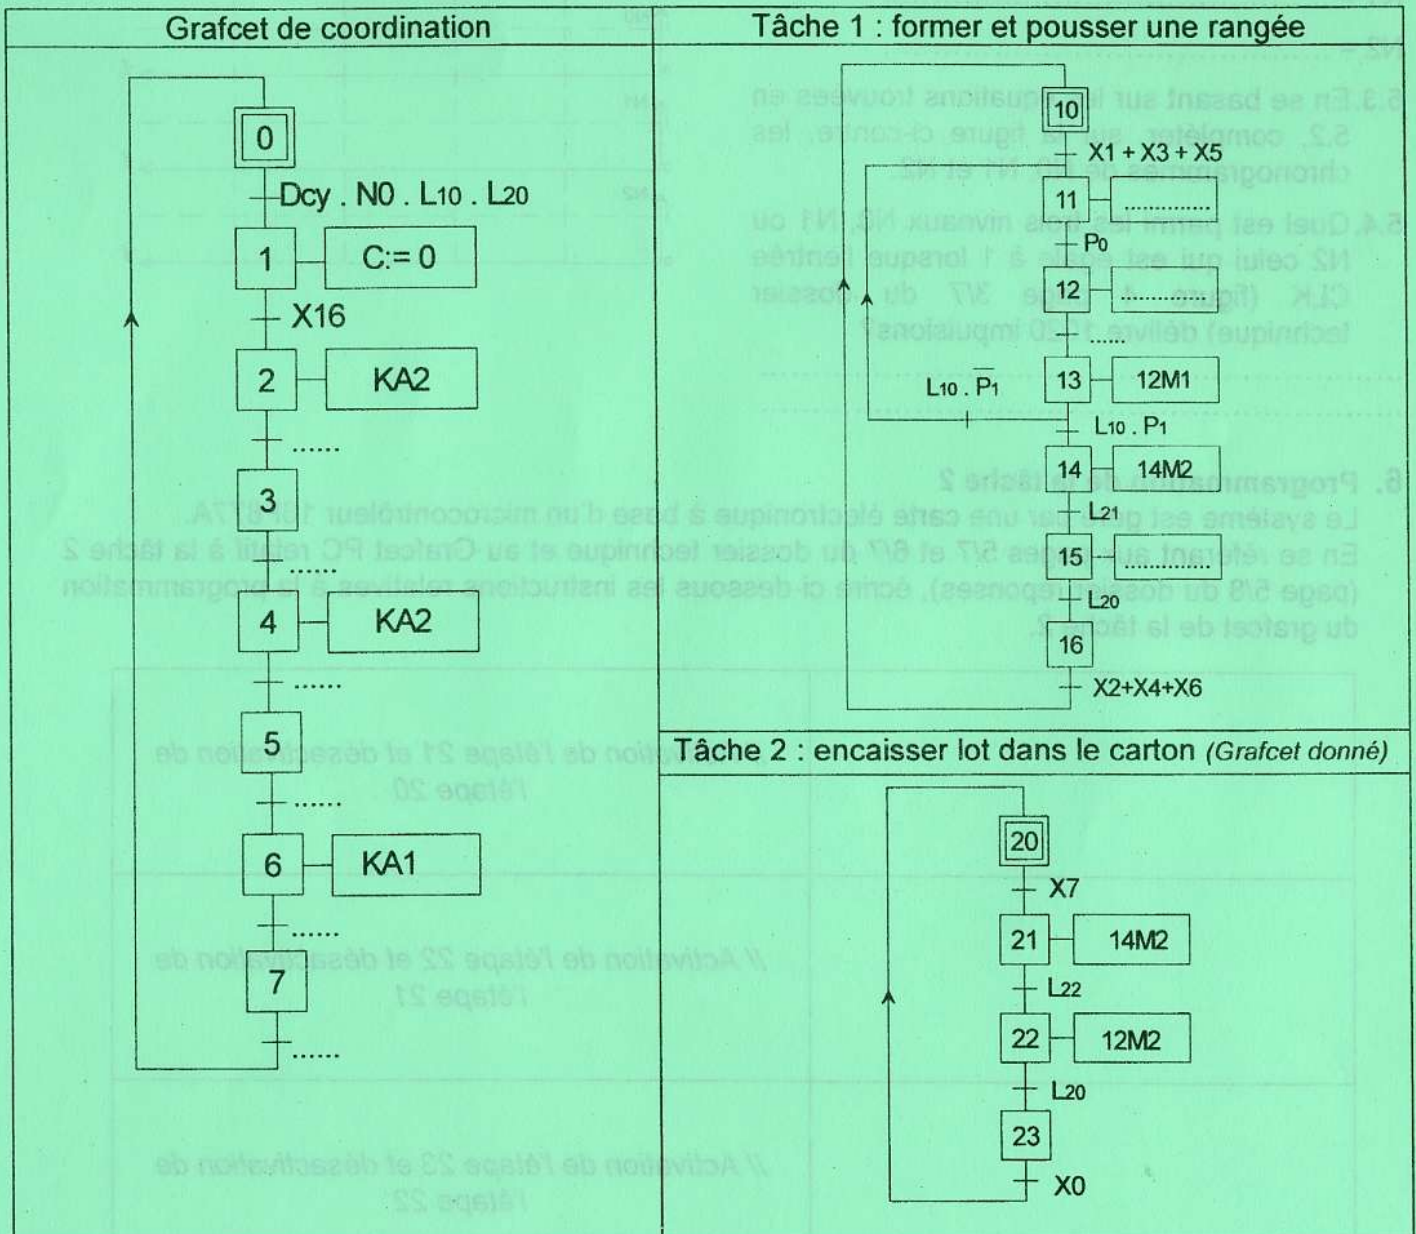 Grafcet de coordination
0
Dcy . N0 . L10 . L20
1
C:= 0
X16
2
KA2
......
3
......
4
KA2
......
5
......
6
KA1
......
7
......
Tâche 1 : former et pousser une rangée
10
X1 + X3 + X5
11
..............
P0
12
..............
......
13
12M1
L10 . P̅1
L10 . P1
14
14M2
L21
15
..............
L20
16
X2+X4+X6
Tâche 2 : encaisser lot dans le carton (Grafcet donné)
20
X7
21
14M2
L22
22
12M2
L20
23
X0